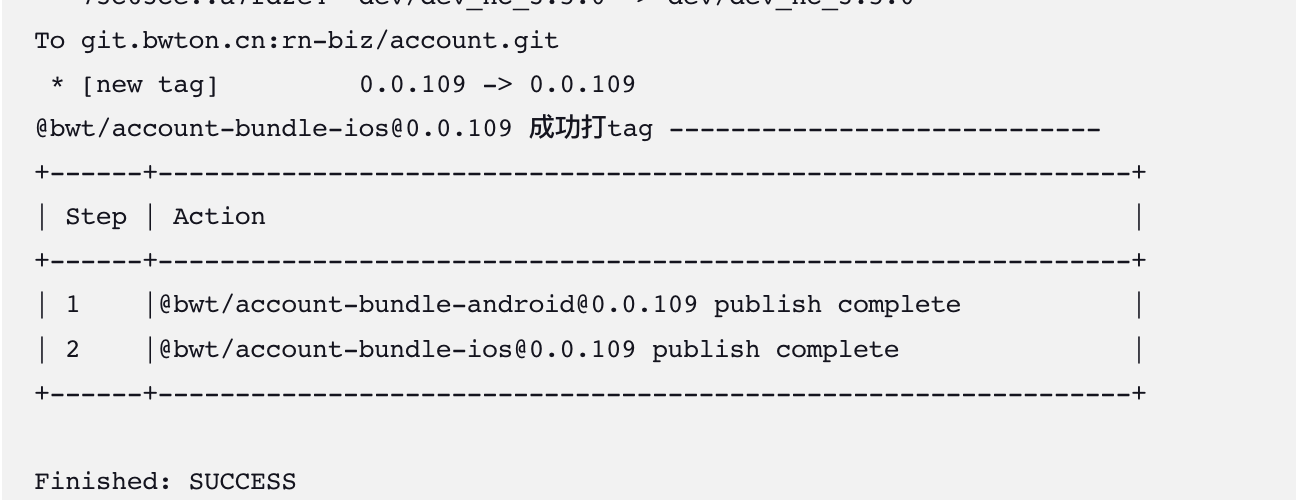 To git.bwton.cn:rn-biz/account.git
 * [new tag]         0.0.109 -> 0.0.109
@bwt/account-bundle-ios@0.0.109 成功打tag ----------------------------
+------+---------------------------------------------------------------+
| Step | Action                                                        |
+------+---------------------------------------------------------------+
| 1    |@bwt/account-bundle-android@0.0.109 publish complete           |
| 2    |@bwt/account-bundle-ios@0.0.109 publish complete               |
+------+---------------------------------------------------------------+
Finished: SUCCESS